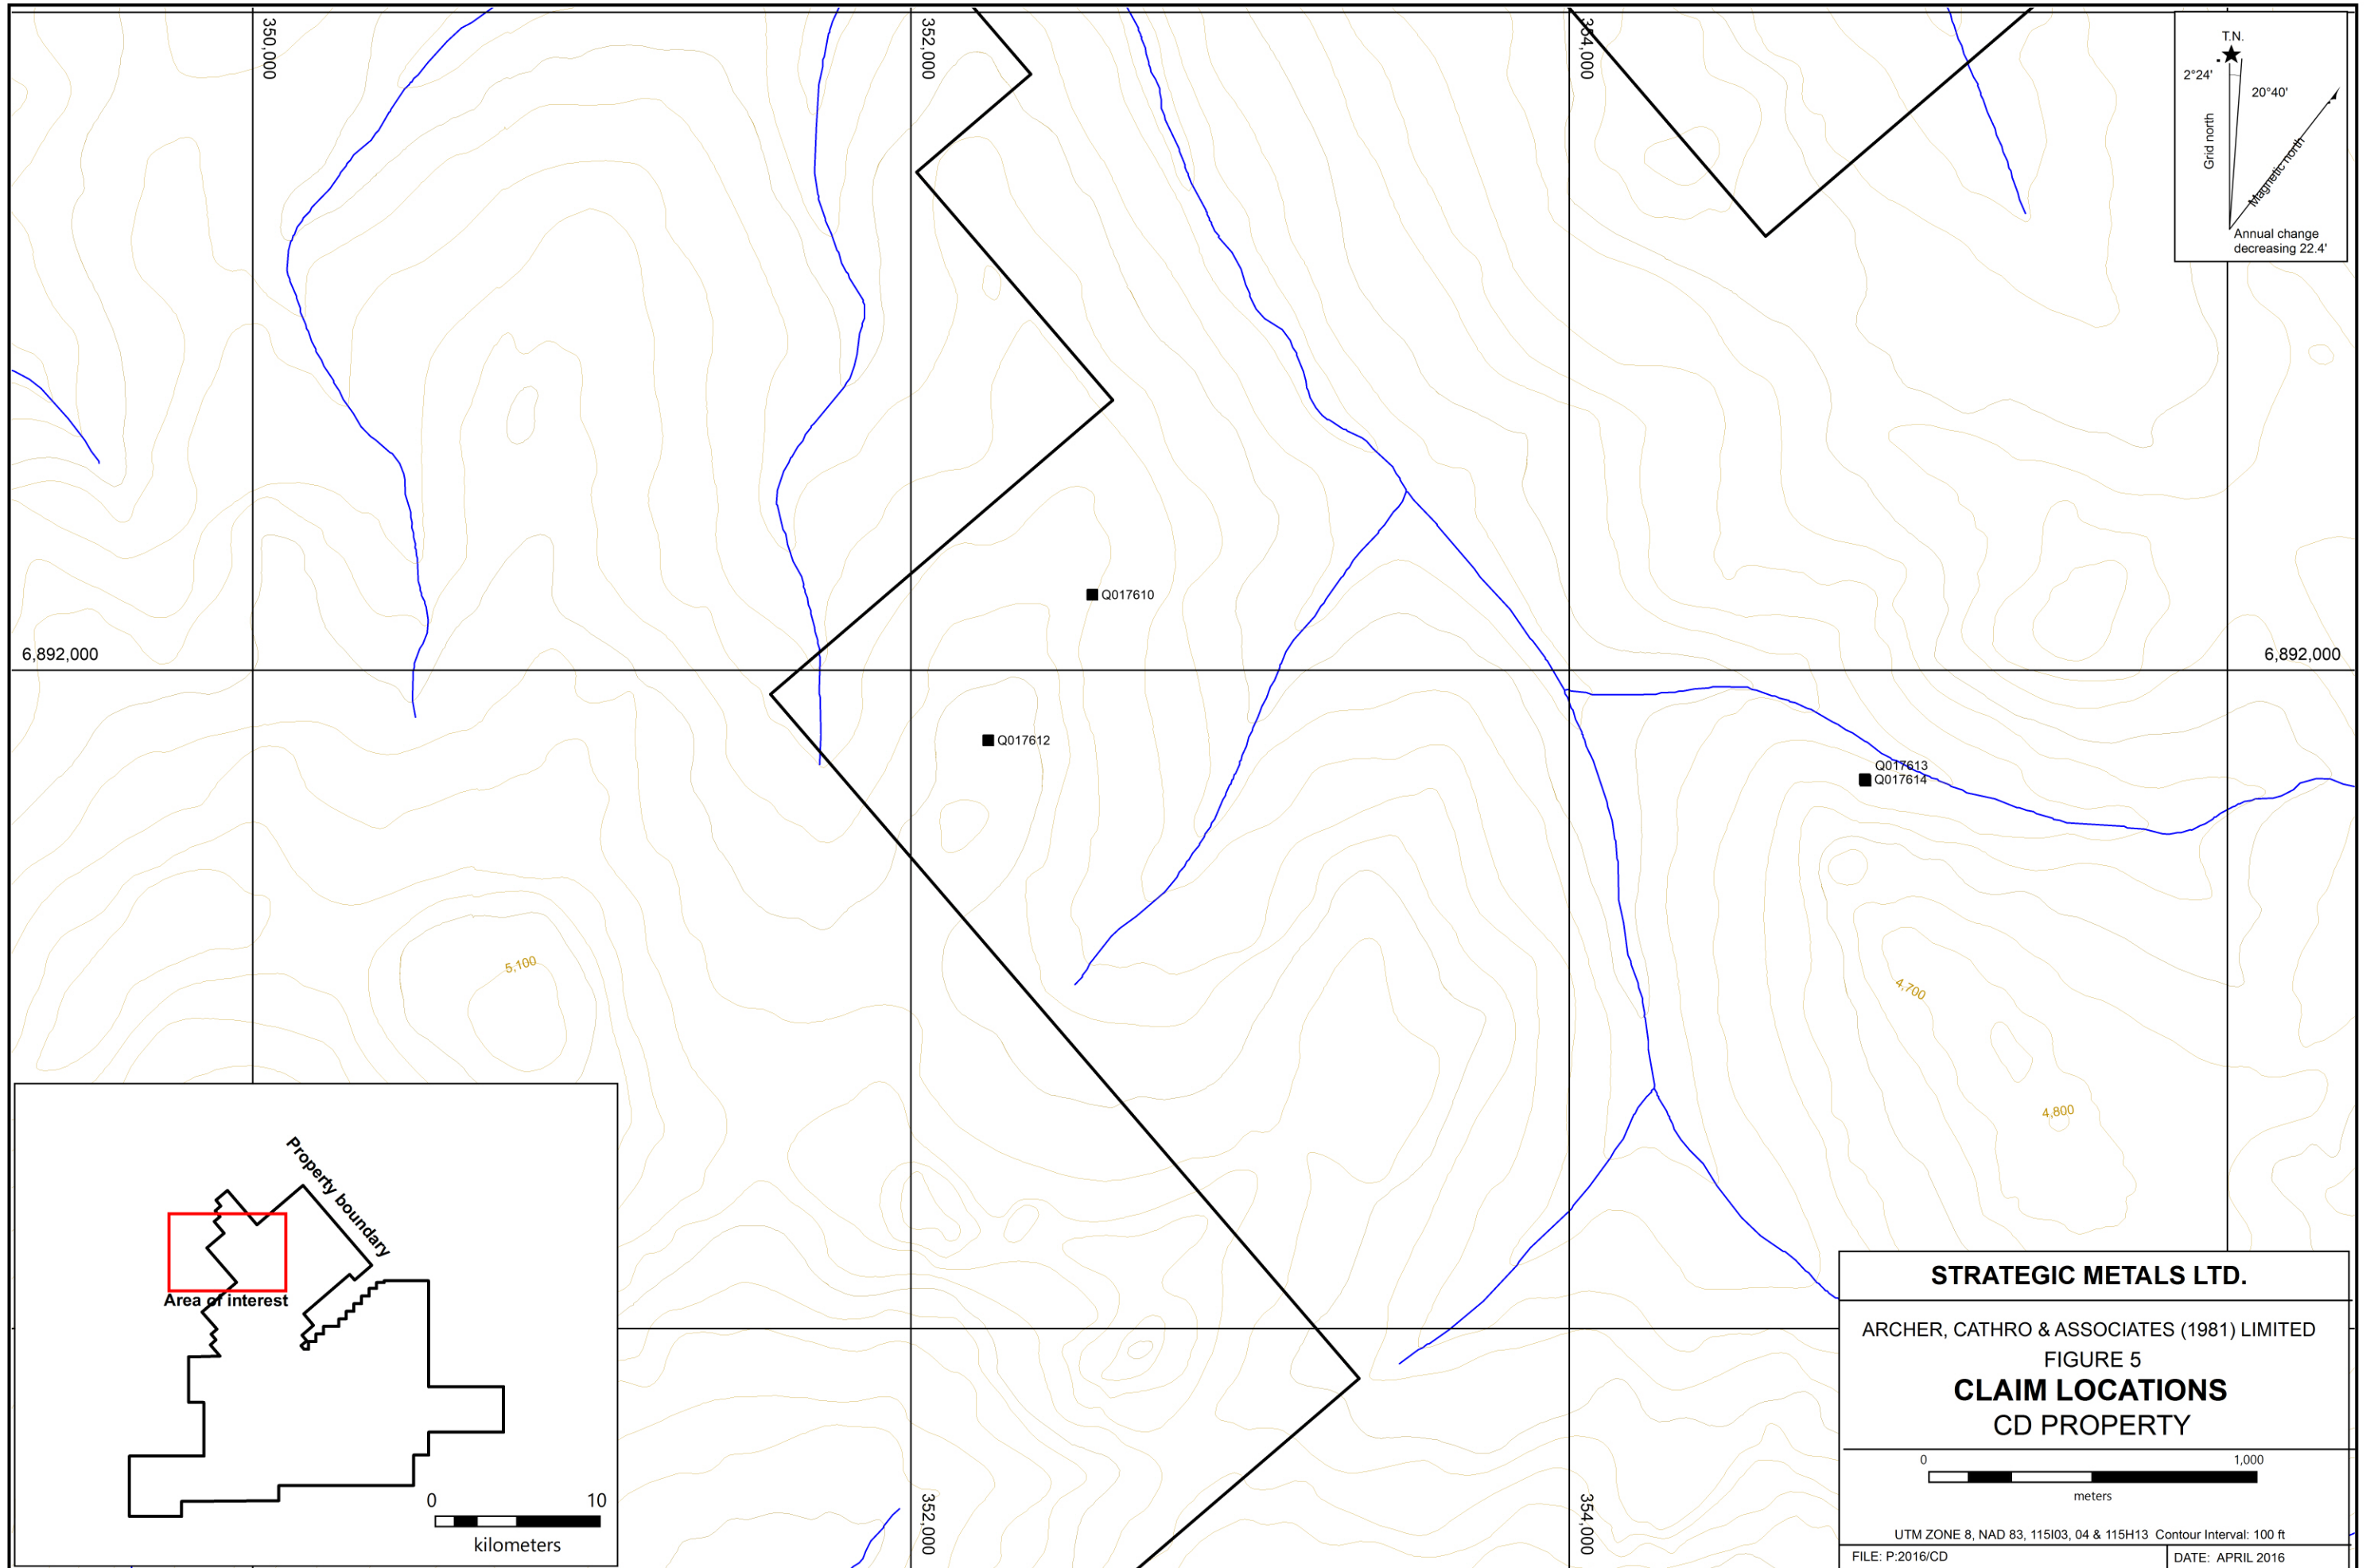 350,000
352,000
354,000
T.N.
2°24'
20°40'
Grid north
Magnetic north
Annual change
decreasing 22.4'
Q017610
6,892,000
6,892,000
Q017612
Q017613
Q017614
5,100
4,700
4,800
Property boundary
Area of interest
0 10
kilometers
352,000
354,000
STRATEGIC METALS LTD.
ARCHER, CATHRO & ASSOCIATES (1981) LIMITED
FIGURE 5
CLAIM LOCATIONS
CD PROPERTY
0 1,000
meters
UTM ZONE 8, NAD 83, 115I03, 04 & 115H13 Contour Interval: 100 ft
FILE: P:2016/CD
DATE: APRIL 2016